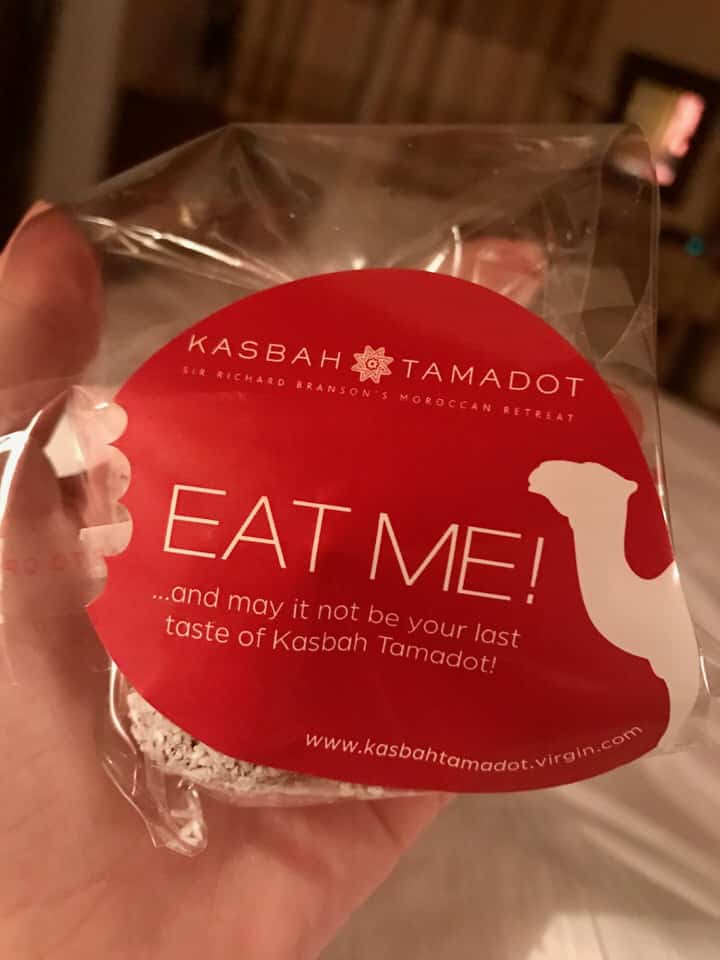 KASBAH TAMADOT
SIR RICHARD BRANSON'S MOROCCAN RETREAT
EAT ME!
...and may it not be your last
taste of Kasbah Tamadot!
www.kasbahtamadot.virgin.com